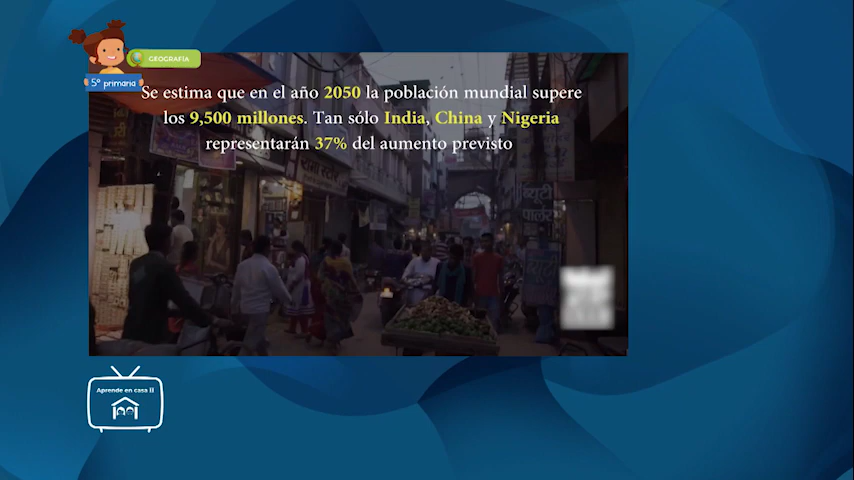 GEOGRAFÍA
5° primaria
Se estima que en el año 2050 la población mundial supere
los 9,500 millones. Tan sólo India, China y Nigeria
representarán 37% del aumento previsto
ब्यूटी
पार्लर
Aprende en casa II